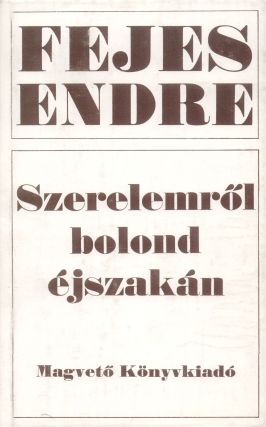 FEJES
ENDRE
Szerelemről
bolond
éjszakán
Magvető Könyvkiadó